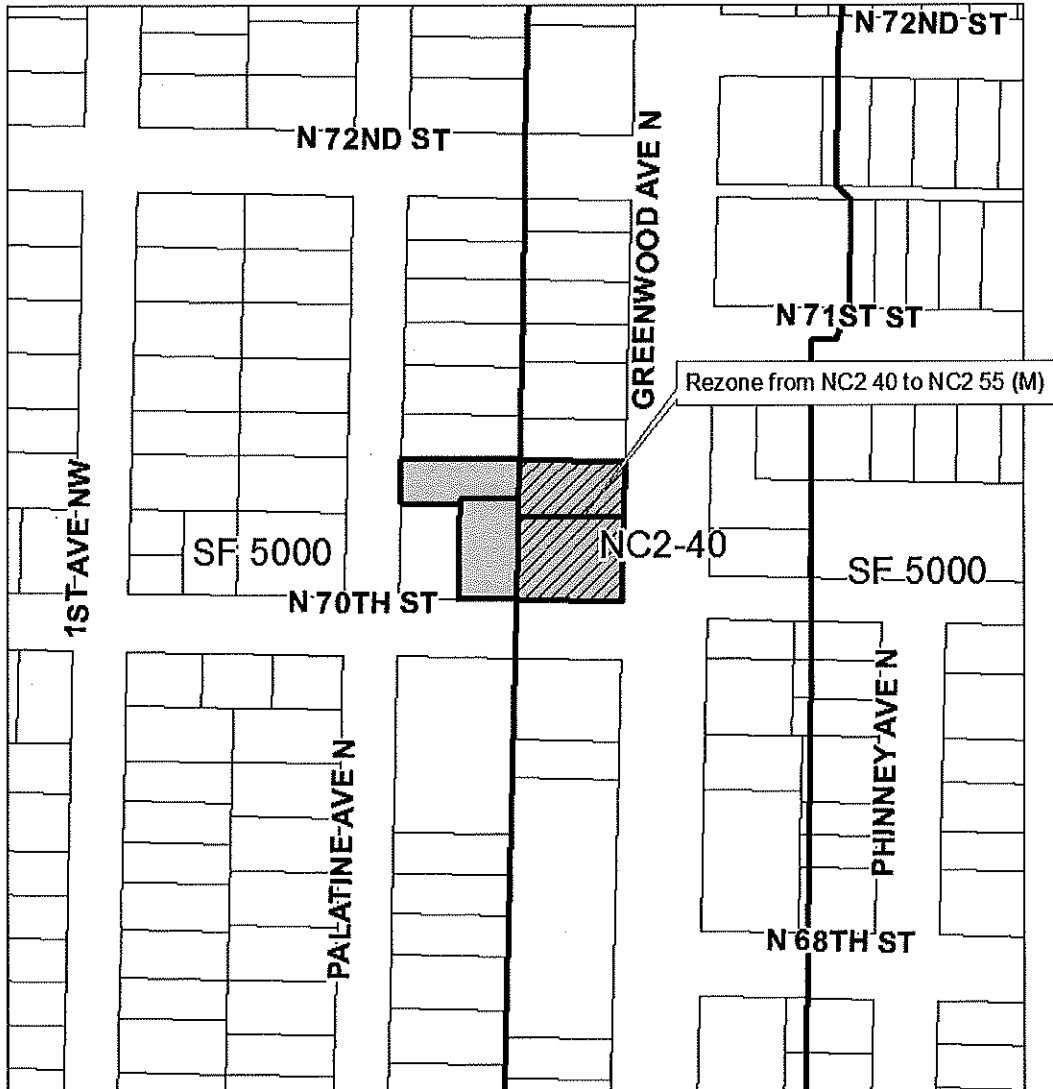 N 72ND ST
N 72ND ST
GREENWOOD AVE N
N 71ST ST
Rezone from NC2 40 to NC2 55 (M)
1ST AVE NW
SF 5000
NC2-40
SF 5000
N 70TH ST
PALATINE AVE N
PHINNEY AVE N
N 68TH ST